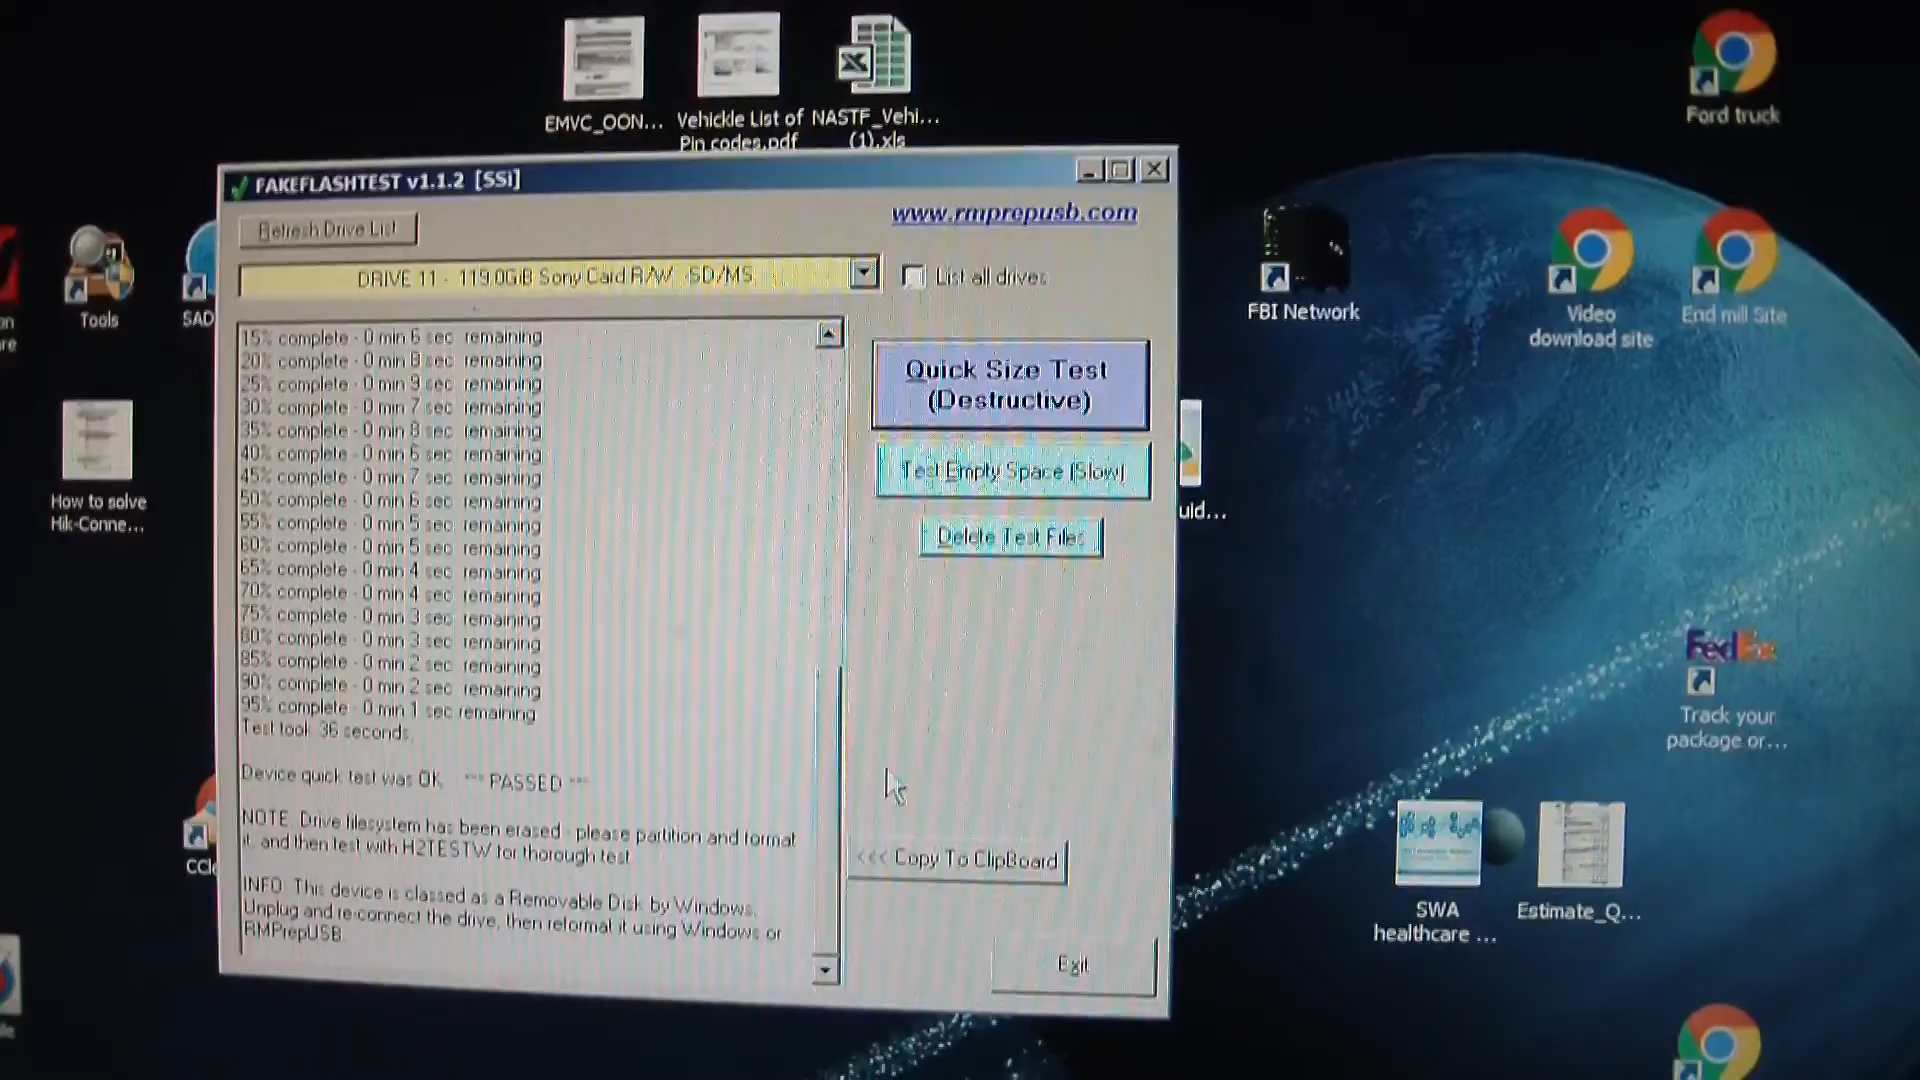 EMVC_OON...
Vehickle List of
Pin codes.pdf
NASTF_Vehi...
(1).xls
Ford truck
FAKEFLASHTEST v1.1.2 [SSi]
Refresh Drive List
www.rmprepusb.com
DRIVE 11 - 119.0GiB Sony Card R/W -SD/MS
List all drives
15% complete - 0 min 6 sec remaining
20% complete - 0 min 8 sec remaining
25% complete - 0 min 9 sec remaining
30% complete - 0 min 7 sec remaining
35% complete - 0 min 8 sec remaining
40% complete - 0 min 6 sec remaining
45% complete - 0 min 7 sec remaining
50% complete - 0 min 6 sec remaining
55% complete - 0 min 5 sec remaining
60% complete - 0 min 5 sec remaining
65% complete - 0 min 4 sec remaining
70% complete - 0 min 4 sec remaining
75% complete - 0 min 3 sec remaining
80% complete - 0 min 3 sec remaining
85% complete - 0 min 2 sec remaining
90% complete - 0 min 2 sec remaining
95% complete - 0 min 1 sec remaining
Test took 36 seconds.
Device quick test was OK *** PASSED ***
NOTE: Drive filesystem has been erased - please partition and format
it, and then test with H2TESTW for thorough test
INFO: This device is classed as a Removable Disk by Windows.
Unplug and re-connect the drive, then reformat it using Windows or
RMPrepUSB.
Quick Size Test
(Destructive)
Test Empty Space (Slow)
Delete Test Files
<<< Copy To ClipBoard
Exit
Tools
SAD
How to solve
Hik-Conne...
CCle
uid...
FBI Network
Video
download site
End mill Site
FedEx
Track your
package or...
SWA
healthcare ...
Estimate_Q...